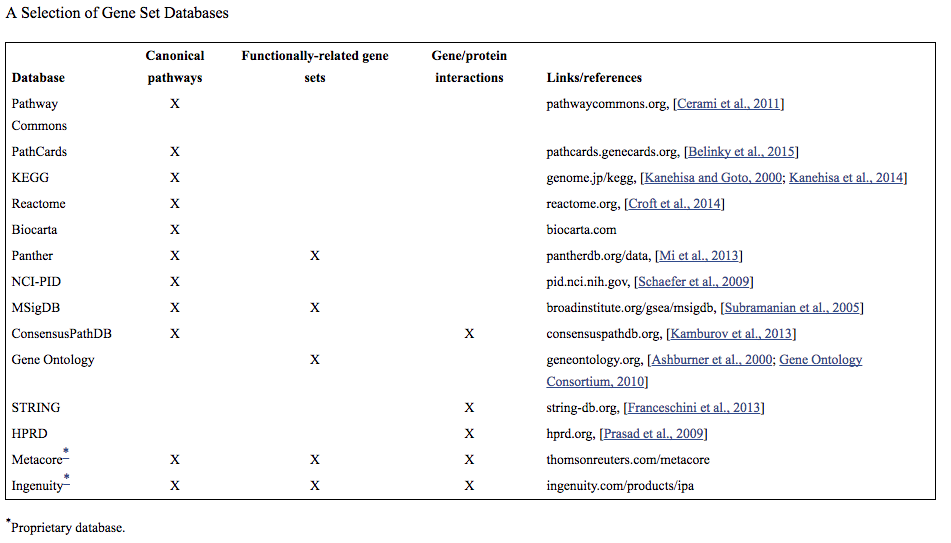 A Selection of Gene Set Databases
Canonical Functionally-related gene Gene/protein
Database pathways sets interactions Links/references
Pathway X pathwaycommons.org, [Cerami et al., 2011]
Commons
PathCards X pathcards.genecards.org, [Belinky et al., 2015]
KEGG X genome.jp/kegg, [Kanehisa and Goto, 2000; Kanehisa et al., 2014]
Reactome X reactome.org, [Croft et al., 2014]
Biocarta X biocarta.com
Panther X X pantherdb.org/data, [Mi et al., 2013]
NCI-PID X pid.nci.nih.gov, [Schaefer et al., 2009]
MSigDB X X broadinstitute.org/gsea/msigdb, [Subramanian et al., 2005]
ConsensusPathDB X X consensuspathdb.org, [Kamburov et al., 2013]
Gene Ontology X geneontology.org, [Ashburner et al., 2000; Gene Ontology
Consortium, 2010]
STRING X string-db.org, [Franceschini et al., 2013]
HPRD X hprd.org, [Prasad et al., 2009]
Metacore* X X X thomsonreuters.com/metacore
Ingenuity* X X X ingenuity.com/products/ipa
*Proprietary database.